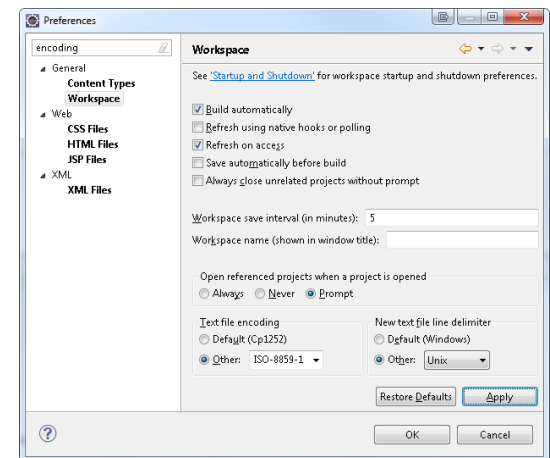 Preferences
encoding
General
Content Types
Workspace
Web
CSS Files
HTML Files
JSP Files
XML
XML Files
Workspace
See 'Startup and Shutdown' for workspace startup and shutdown preferences.
Build automatically
Refresh using native hooks or polling
Refresh on access
Save automatically before build
Always close unrelated projects without prompt
Workspace save interval (in minutes): 5
Workspace name (shown in window title):
Open referenced projects when a project is opened
Always Never Prompt
Text file encoding
Default (Cp1252)
Other: ISO-8859-1
New text file line delimiter
Default (Windows)
Other: Unix
Restore Defaults Apply
OK Cancel